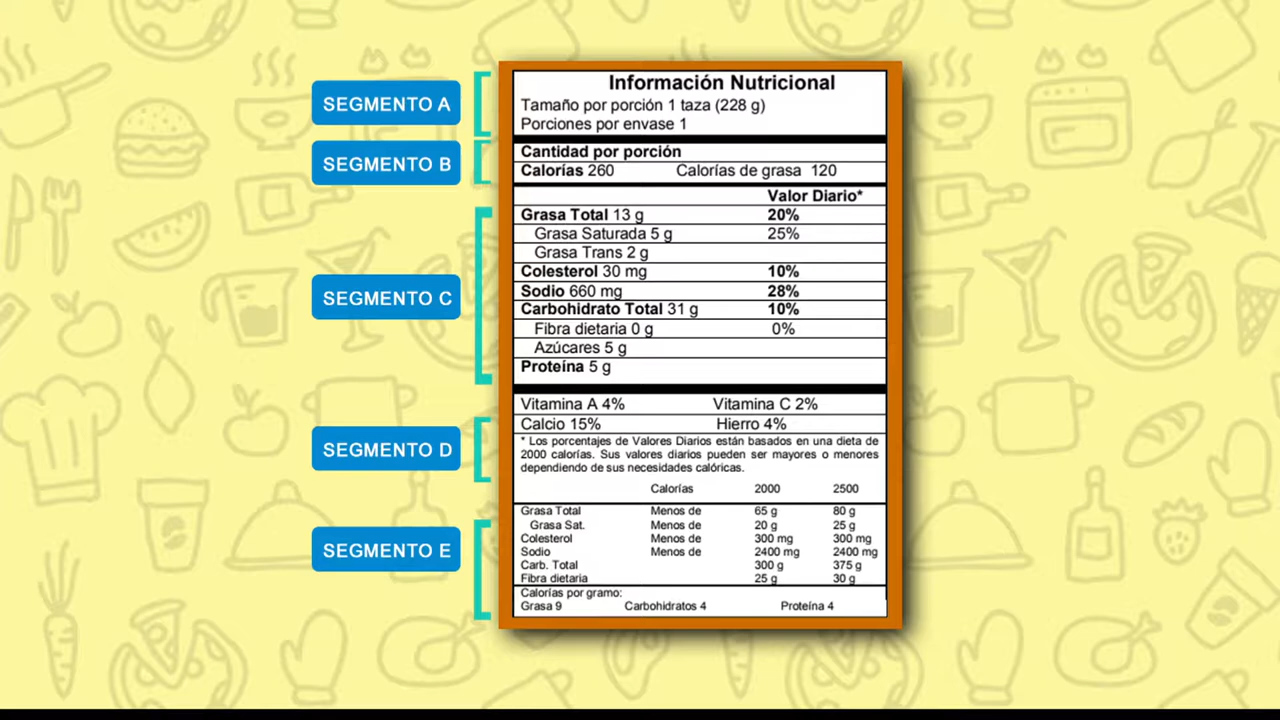 Información Nutricional
SEGMENTO A
Tamaño por porción 1 taza (228 g)
Porciones por envase 1
SEGMENTO B
Cantidad por porción
Calorías 260 Calorías de grasa 120
Valor Diario*
Grasa Total 13 g 20%
Grasa Saturada 5 g 25%
Grasa Trans 2 g
Colesterol 30 mg 10%
Sodio 660 mg 28%
SEGMENTO C
Carbohidrato Total 31 g 10%
Fibra dietaria 0 g 0%
Azúcares 5 g
Proteína 5 g
Vitamina A 4% Vitamina C 2%
Calcio 15% Hierro 4%
SEGMENTO D
* Los porcentajes de Valores Diarios están basados en una dieta de
2000 calorías. Sus valores diarios pueden ser mayores o menores
dependiendo de sus necesidades calóricas.
Calorías 2000 2500
Grasa Total Menos de 65 g 80 g
Grasa Sat. Menos de 20 g 25 g
Colesterol Menos de 300 mg 300 mg
SEGMENTO E
Sodio Menos de 2400 mg 2400 mg
Carb. Total 300 g 375 g
Fibra dietaria 25 g 30 g
Calorías por gramo:
Grasa 9 Carbohidratos 4 Proteína 4